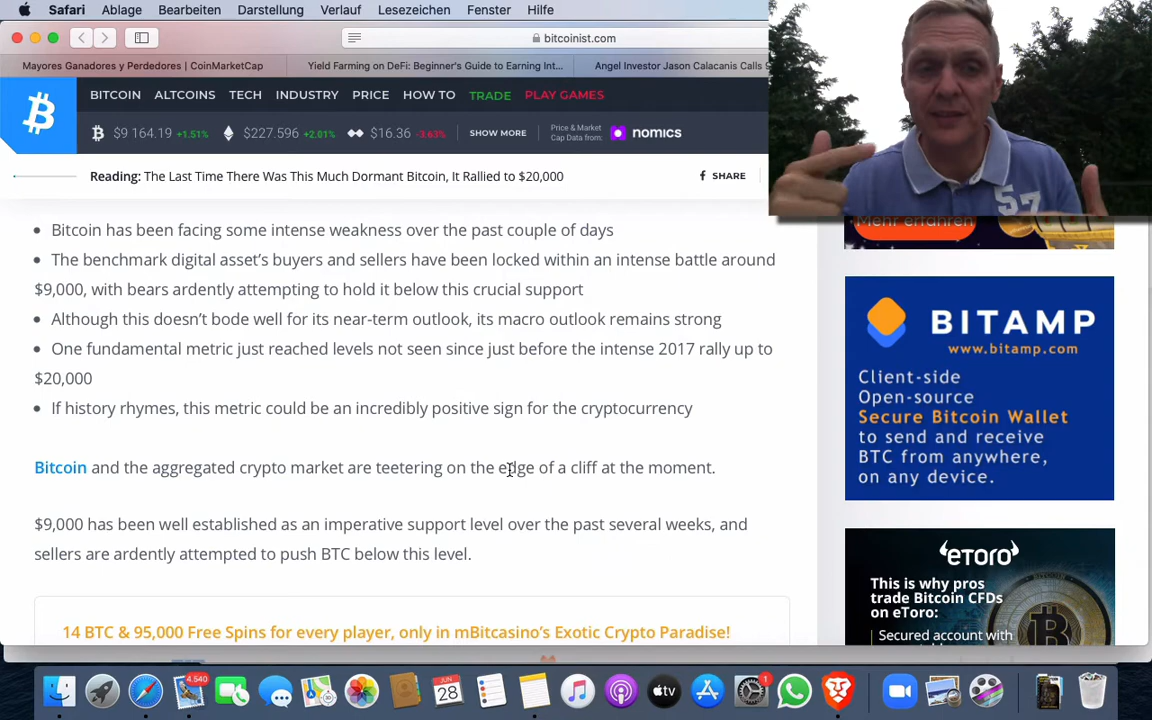 Safari Ablage Bearbeiten Darstellung Verlauf Lesezeichen Fenster Hilfe
bitcoinist.com
Mayores Ganadores y Perdedores | CoinMarketCap
Yield Farming on DeFi: Beginner's Guide to Earning Int...
Angel Investor Jason Calacanis Calls
BITCOIN ALTCOINS TECH INDUSTRY PRICE HOW TO TRADE PLAY GAMES
$9 164.19 +1.51% $227.596 +2.01% $16.36 -3.63% SHOW MORE
Price & Market
Cap Data from:
nomics
Reading: The Last Time There Was This Much Dormant Bitcoin, It Rallied to $20,000
SHARE
• Bitcoin has been facing some intense weakness over the past couple of days
• The benchmark digital asset's buyers and sellers have been locked within an intense battle around
$9,000, with bears ardently attempting to hold it below this crucial support
• Although this doesn't bode well for its near-term outlook, its macro outlook remains strong
• One fundamental metric just reached levels not seen since just before the intense 2017 rally up to
$20,000
• If history rhymes, this metric could be an incredibly positive sign for the cryptocurrency
Bitcoin and the aggregated crypto market are teetering on the edge of a cliff at the moment.
$9,000 has been well established as an imperative support level over the past several weeks, and
sellers are ardently attempted to push BTC below this level.
14 BTC & 95,000 Free Spins for every player, only in mBitcasino's Exotic Crypto Paradise!
57
Mehr erfahren
BITAMP
www.bitamp.com
Client-side
Open-source
Secure Bitcoin Wallet
to send and receive
BTC from anywhere,
on any device.
eToro
This is why pros
trade Bitcoin CFDs
on eToro:
Secured account with
4.540
JUN
28
tv
1